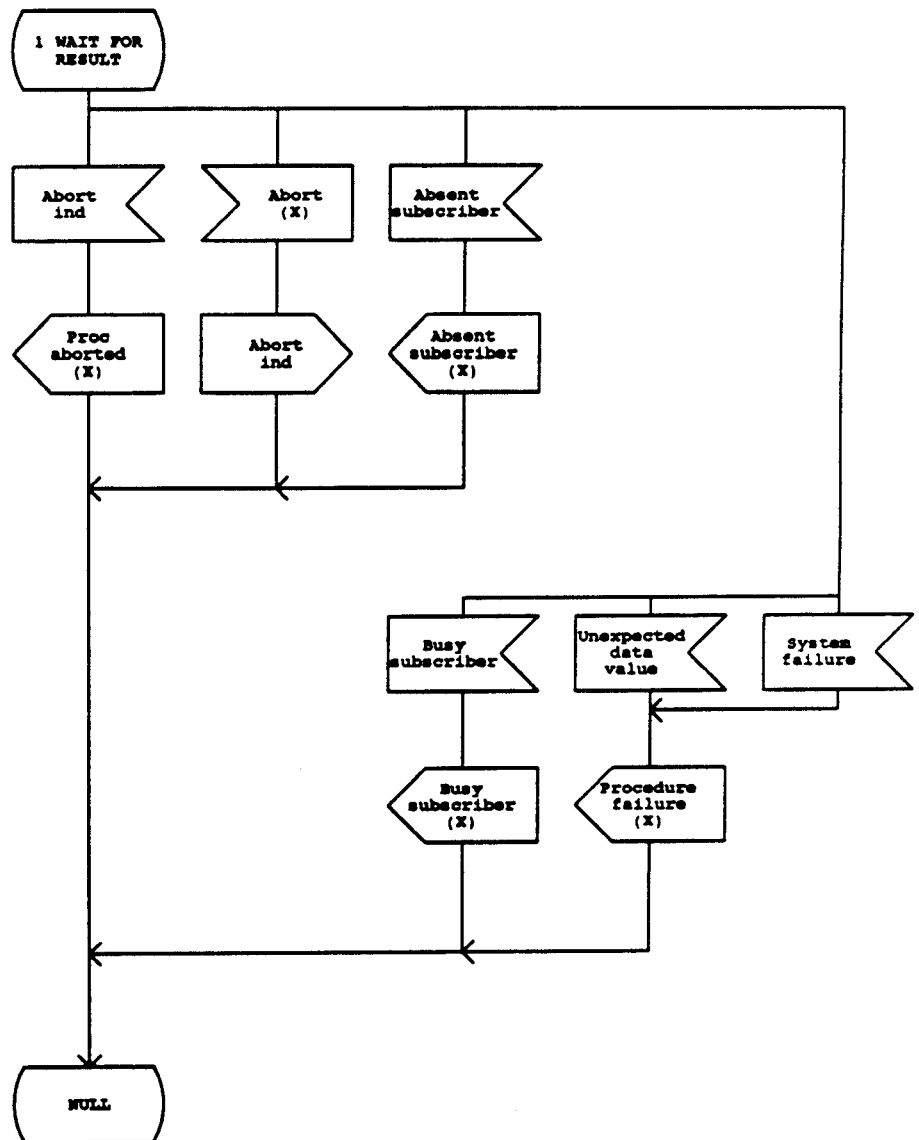 1 WAIT FOR
RESULT
Abort
ind
Abort
(X)
Absent
subscriber
Proc
aborted
(X)
Abort
ind
Absent
subscriber
(X)
Busy
subscriber
Unexpected
data
value
System
failure
Busy
subscriber
(X)
Procedure
failure
(X)
NULL